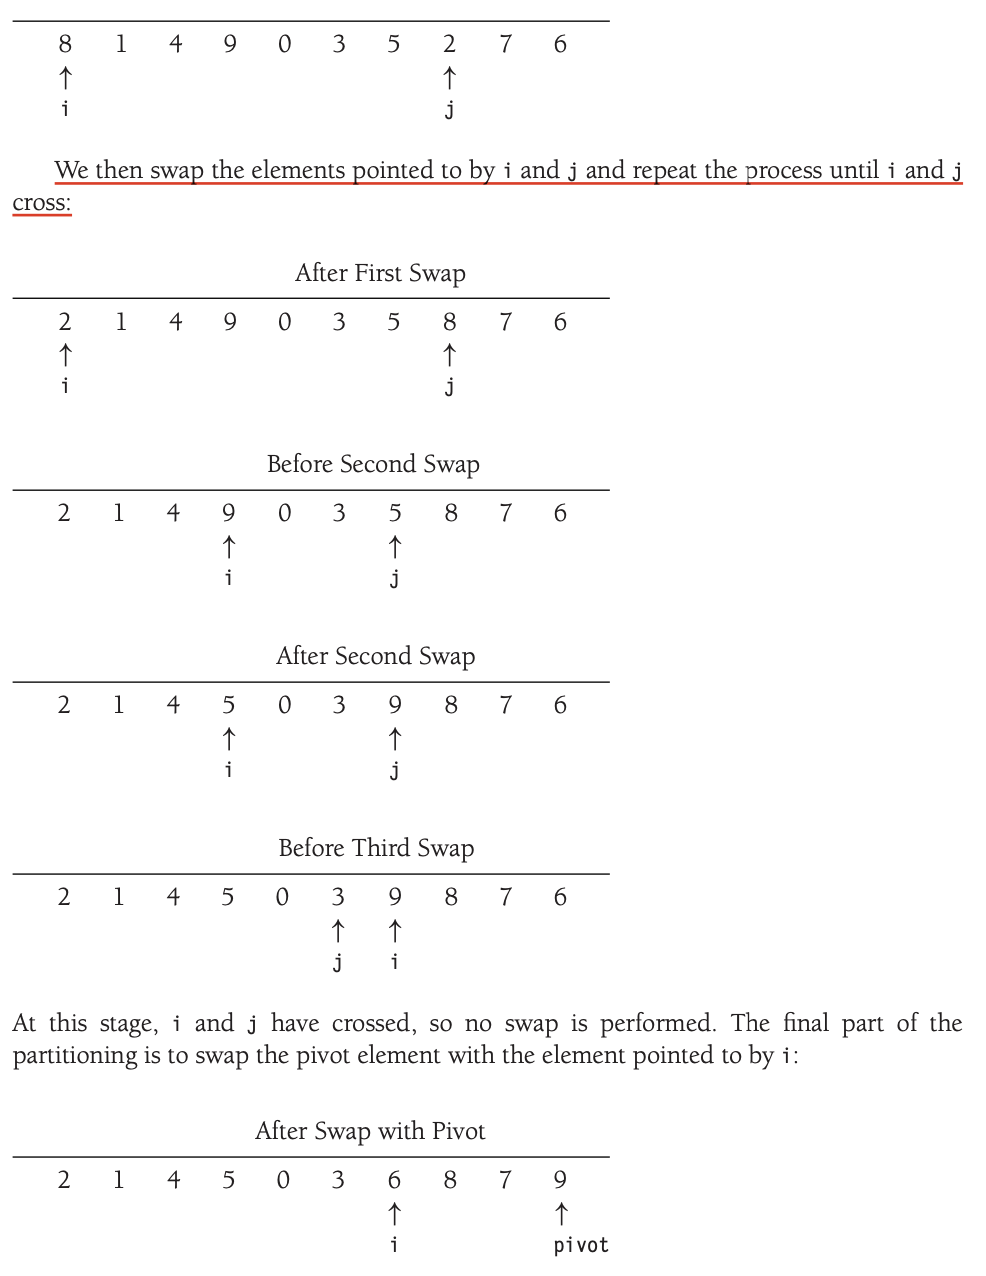 8 1 4 9 0 3 5 2 7 6
↑ ↑
i j
We then swap the elements pointed to by i and j and repeat the process until i and j
cross:
After First Swap
2 1 4 9 0 3 5 8 7 6
↑ ↑
i j
Before Second Swap
2 1 4 9 0 3 5 8 7 6
↑ ↑
i j
After Second Swap
2 1 4 5 0 3 9 8 7 6
↑ ↑
i j
Before Third Swap
2 1 4 5 0 3 9 8 7 6
↑ ↑
j i
At this stage, i and j have crossed, so no swap is performed. The final part of the
partitioning is to swap the pivot element with the element pointed to by i:
After Swap with Pivot
2 1 4 5 0 3 6 8 7 9
↑ ↑
i pivot